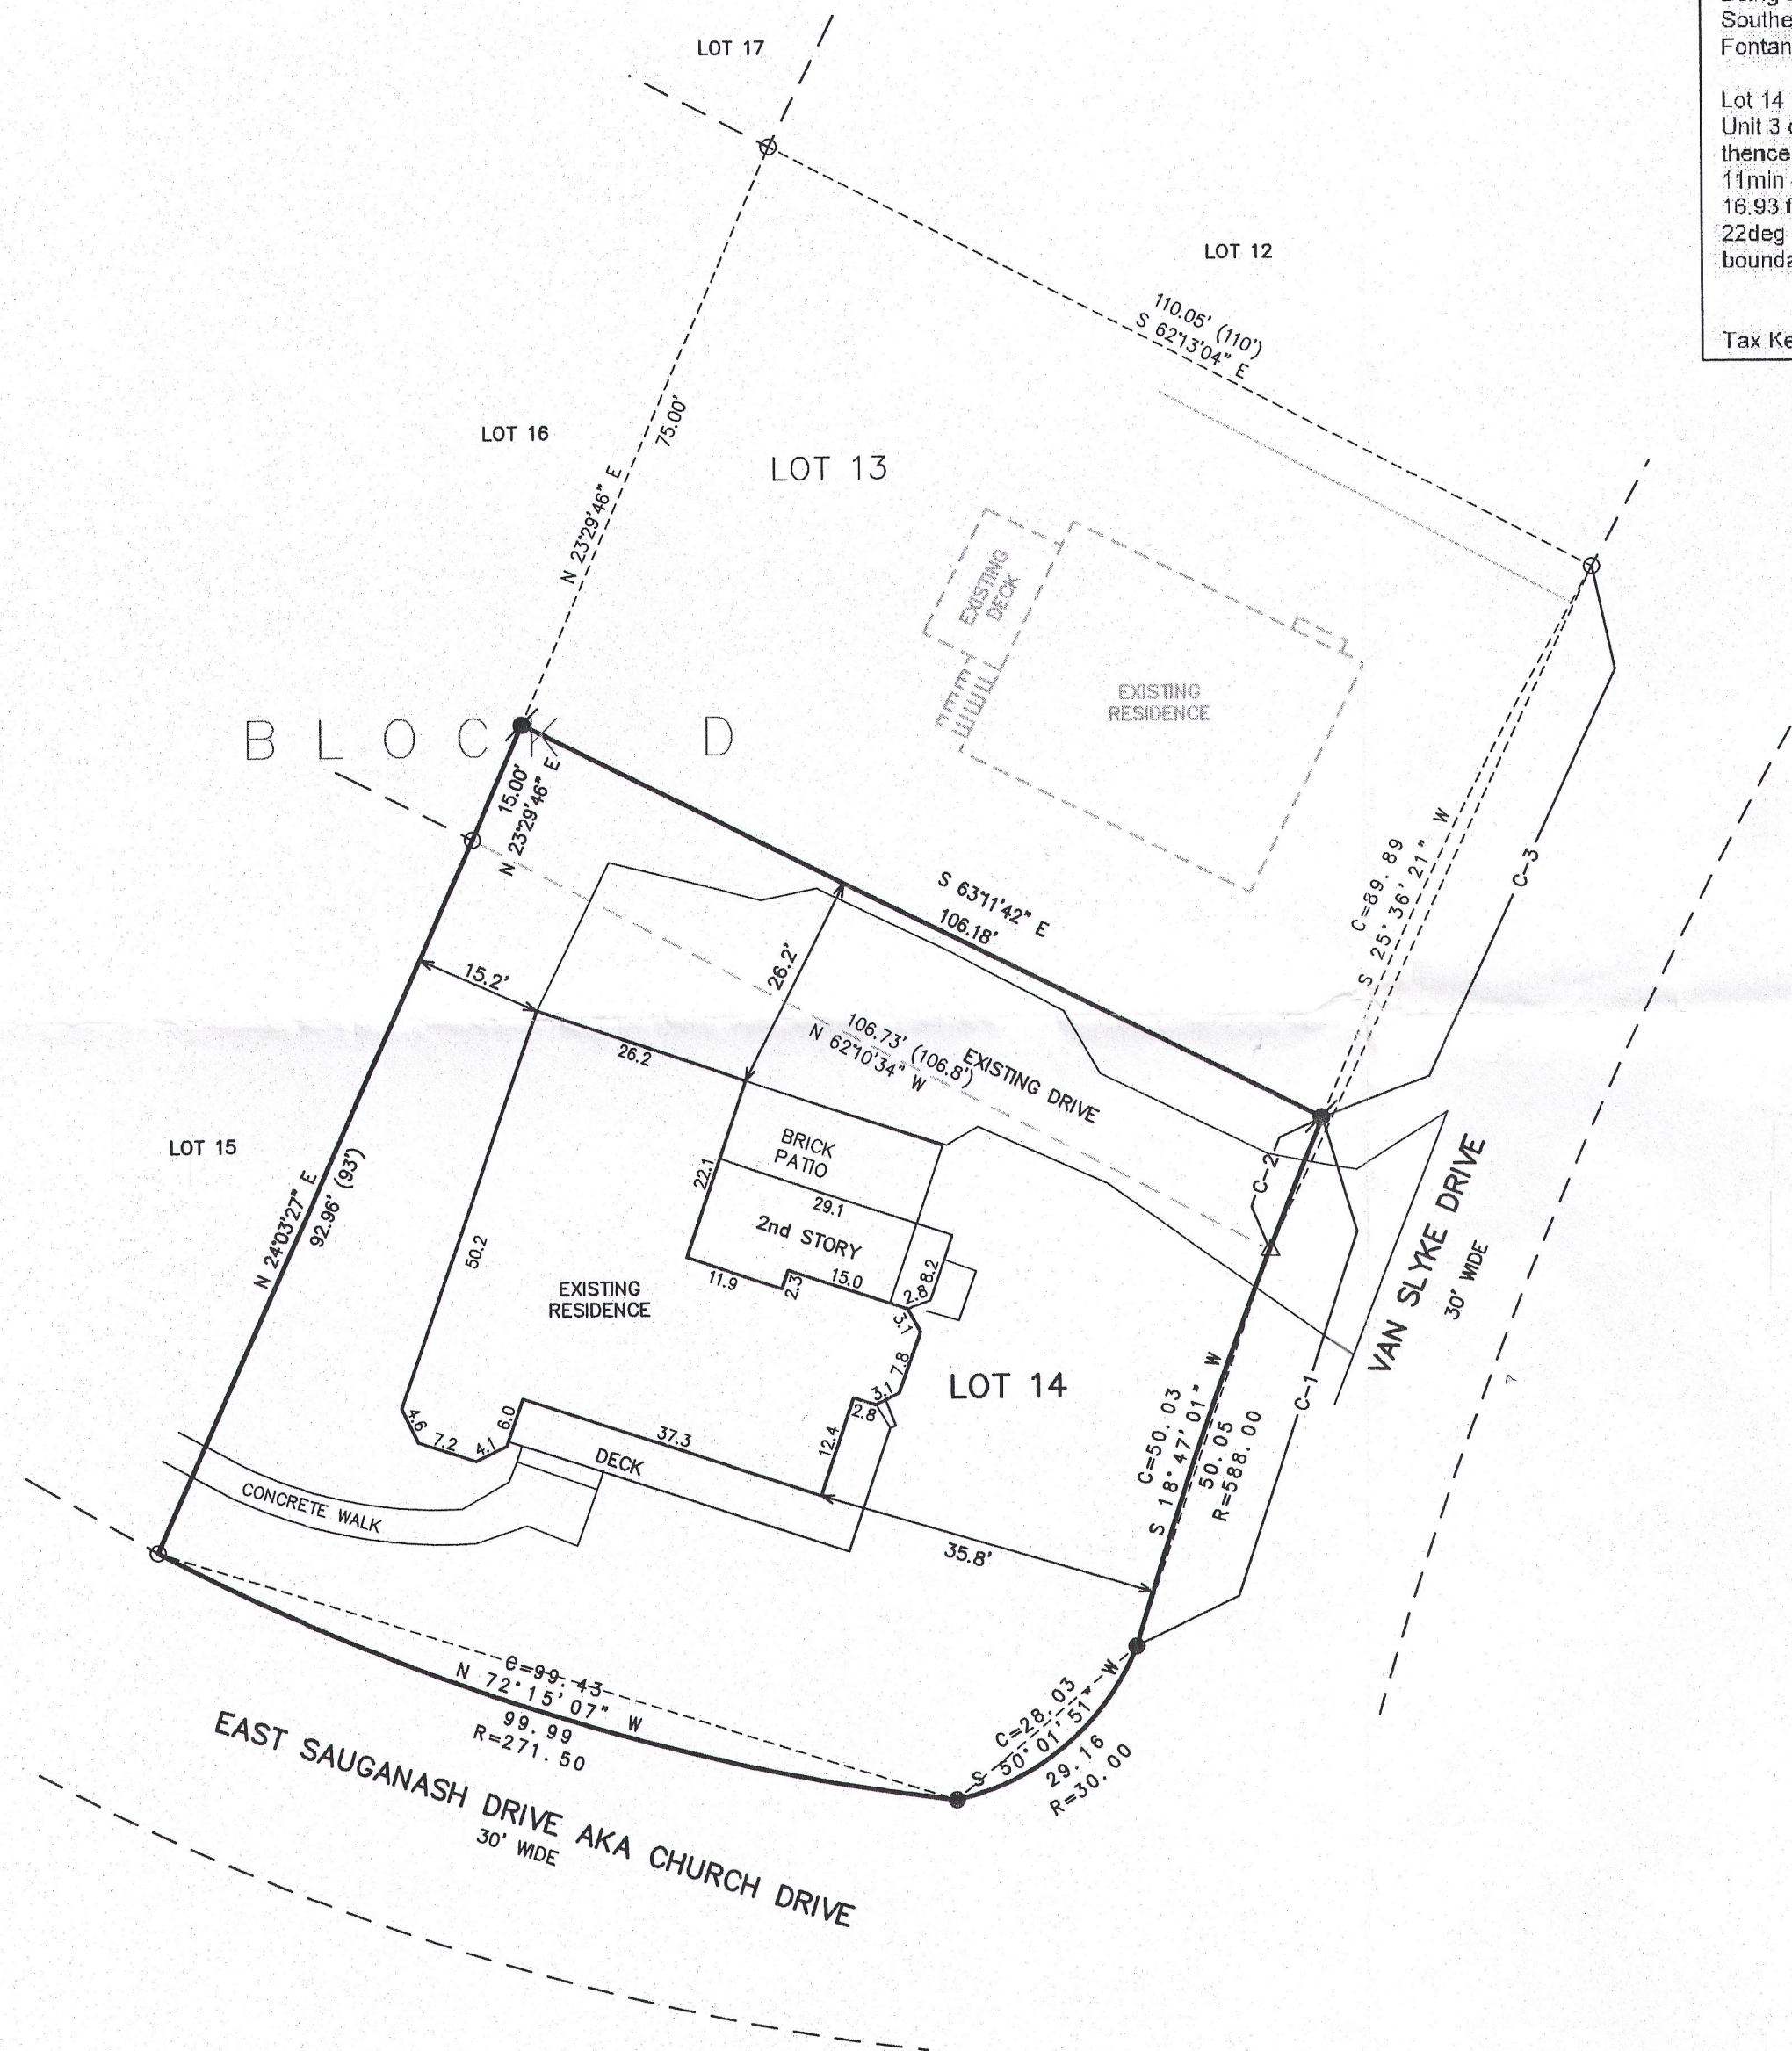 Southe
Fontan
Lot 14
Unit 3
thence
11min
16.93 f
22deg
bounda
Tax Ke
LOT 17
LOT 12
110.05' (110')
S 62°13'04" E
LOT 16
75.00'
N 23°29'46" E
LOT 13
EXISTING
DECK
EXISTING
RESIDENCE
BLOCK D
15.00'
N 23°29'46" E
S 63°11'42" E
106.18'
C=89.89
S 25°36'21" W
C-3
15.2'
26.2'
26.2
106.73' (106.8')
N 62°10'34" W
EXISTING DRIVE
BRICK
PATIO
LOT 15
N 24°03'27" E
92.96' (93')
22.1
29.1
2nd STORY
C-2
VAN SLYKE DRIVE
30' WIDE
50.2
EXISTING
RESIDENCE
11.9
2.3
15.0
2.8
8.2
3.1
7.8
3.1
2.8
LOT 14
C-1
C=50.03
S 18°47'01" W
50.05
R=588.00
4.6
7.2
4.1
6.0
37.3
12.4
DECK
CONCRETE WALK
35.8'
C=99.43
N 72°15'07" W
99.99
R=271.50
C=28.03
S 50°01'51" W
29.16
R=30.00
EAST SAUGANASH DRIVE AKA CHURCH DRIVE
30' WIDE